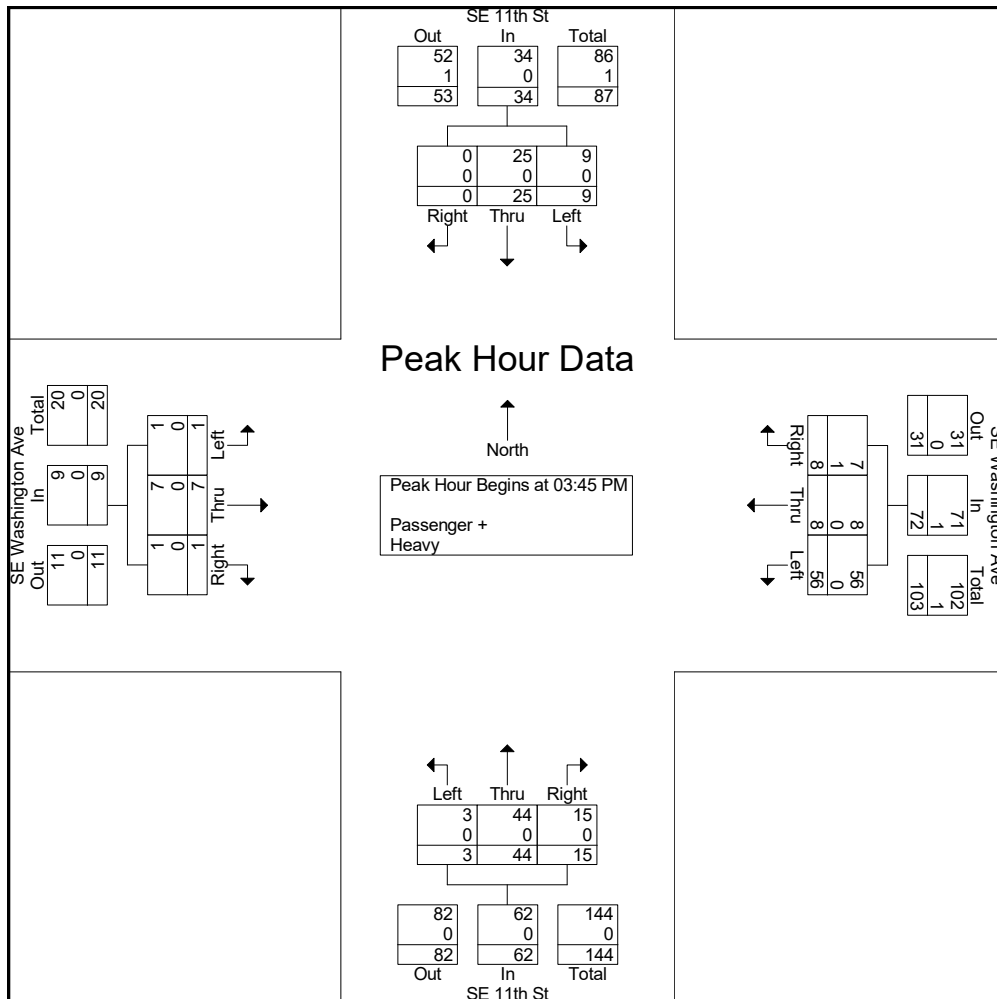 SE 11th St
Out In Total
52 34 86
1 0 1
53 34 87
0 25 9
0 0 0
0 25 9
Right Thru Left
Peak Hour Data
North
Peak Hour Begins at 03:45 PM
Passenger +
Heavy
SE Washington Ave
Out In Total
11 9 20
0 0 0
11 9 20
Left Thru Right
1 7 1
0 0 0
1 7 1
SE Washington Ave
Out In Total
31 71 102
0 1 1
31 72 103
7 8 56
1 0 0
8 8 56
Right Thru Left
Left Thru Right
3 44 15
0 0 0
3 44 15
82 62 144
0 0 0
82 62 144
Out In Total
SE 11th St